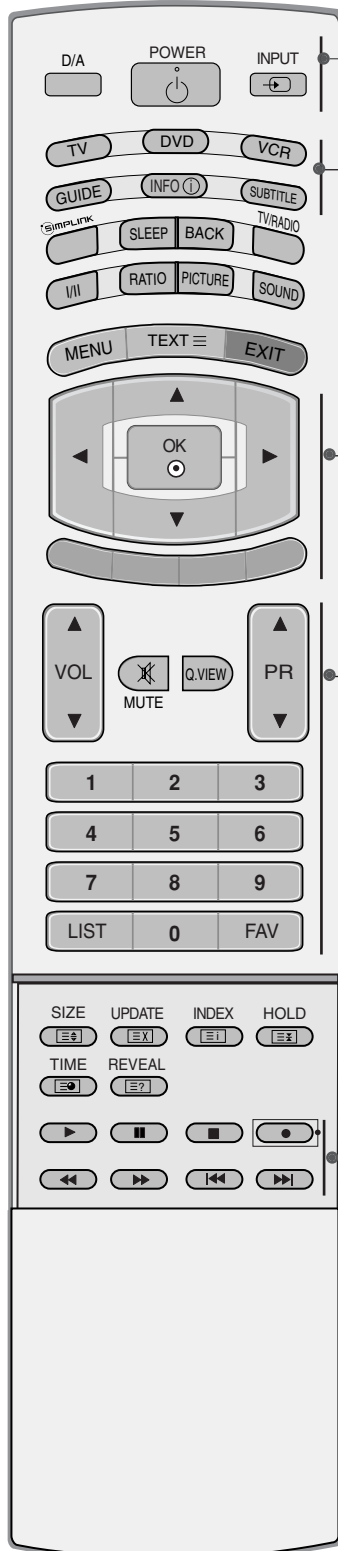 D/A POWER INPUT
TV DVD VCR
GUIDE INFO i SUBTITLE
SIMPLINK TV/RADIO
SLEEP BACK
I/II RATIO PICTURE SOUND
MENU TEXT EXIT
OK
VOL MUTE Q.VIEW PR
1 2 3
4 5 6
7 8 9
LIST 0 FAV
SIZE UPDATE INDEX HOLD
X i
TIME REVEAL
?